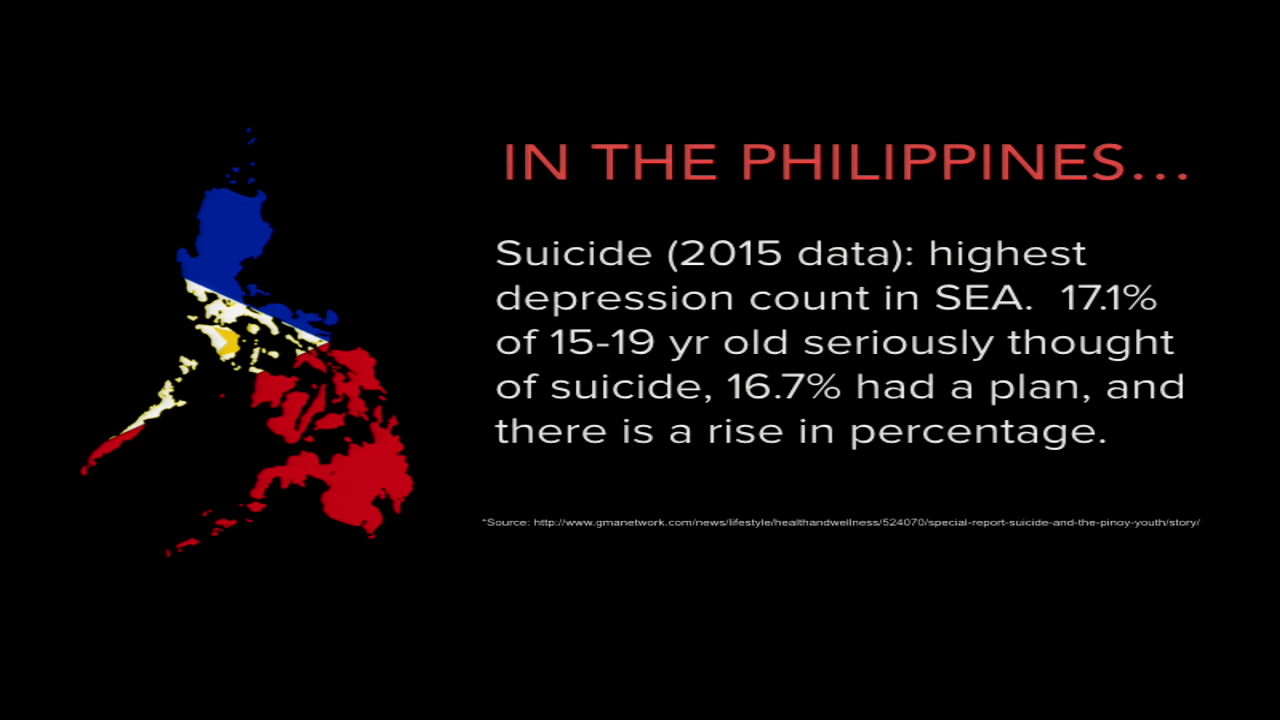 IN THE PHILIPPINES...
Suicide (2015 data): highest
depression count in SEA.  17.1%
of 15-19 yr old seriously thought
of suicide, 16.7% had a plan, and
there is a rise in percentage.
*Source: http://www.gmanetwork.com/news/lifestyle/healthandwellness/524070/special-report-suicide-and-the-pinoy-youth/story/